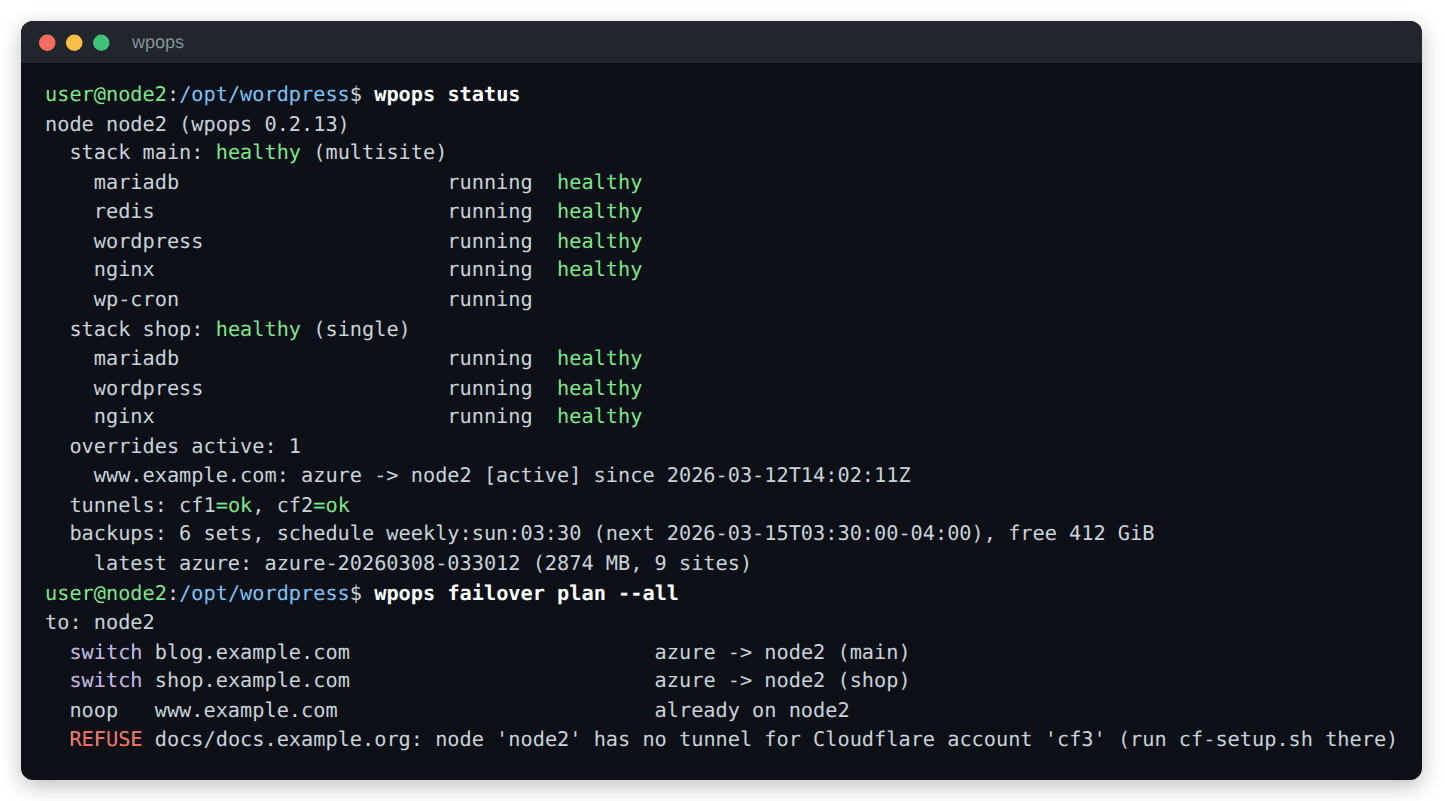 wpops
user@node2:/opt/wordpress$ wpops status
node node2 (wpops 0.2.13)
  stack main: healthy (multisite)
    mariadb                      running  healthy
    redis                        running  healthy
    wordpress                    running  healthy
    nginx                        running  healthy
    wp-cron                      running
  stack shop: healthy (single)
    mariadb                      running  healthy
    wordpress                    running  healthy
    nginx                        running  healthy
  overrides active: 1
    www.example.com: azure -> node2 [active] since 2026-03-12T14:02:11Z
  tunnels: cf1=ok, cf2=ok
  backups: 6 sets, schedule weekly:sun:03:30 (next 2026-03-15T03:30:00-04:00), free 412 GiB
    latest azure: azure-20260308-033012 (2874 MB, 9 sites)
user@node2:/opt/wordpress$ wpops failover plan --all
to: node2
  switch blog.example.com                         azure -> node2 (main)
  switch shop.example.com                         azure -> node2 (shop)
  noop   www.example.com                          already on node2
  REFUSE docs/docs.example.org: node 'node2' has no tunnel for Cloudflare account 'cf3' (run cf-setup.sh there)